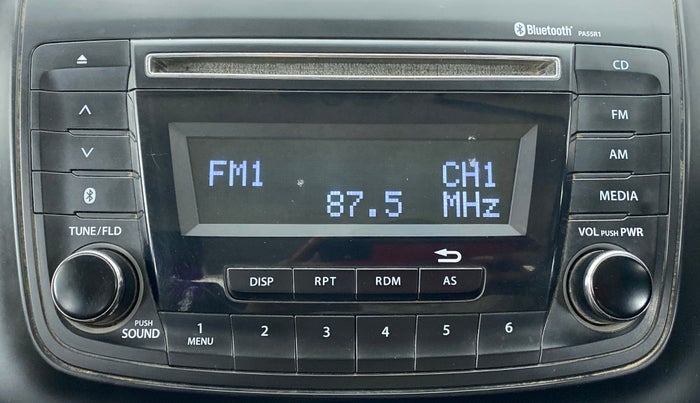 Bluetooth® PA55R1
CD
FM1 CH1
87.5 MHz
FM
AM
MEDIA
TUNE/FLD
VOL PUSH PWR
DISP RPT RDM AS
PUSH
SOUND
1 2 3 4 5 6
MENU